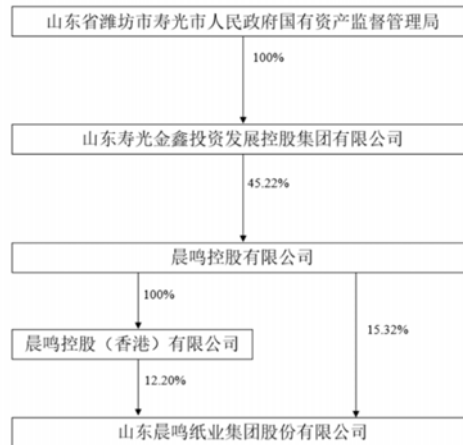 山东省潍坊市寿光市人民政府国有资产监督管理局
100%
山东寿光金鑫投资发展控股集团有限公司
45.22%
晨鸣控股有限公司
100%
15.32%
晨鸣控股（香港）有限公司
12.20%
山东晨鸣纸业集团股份有限公司